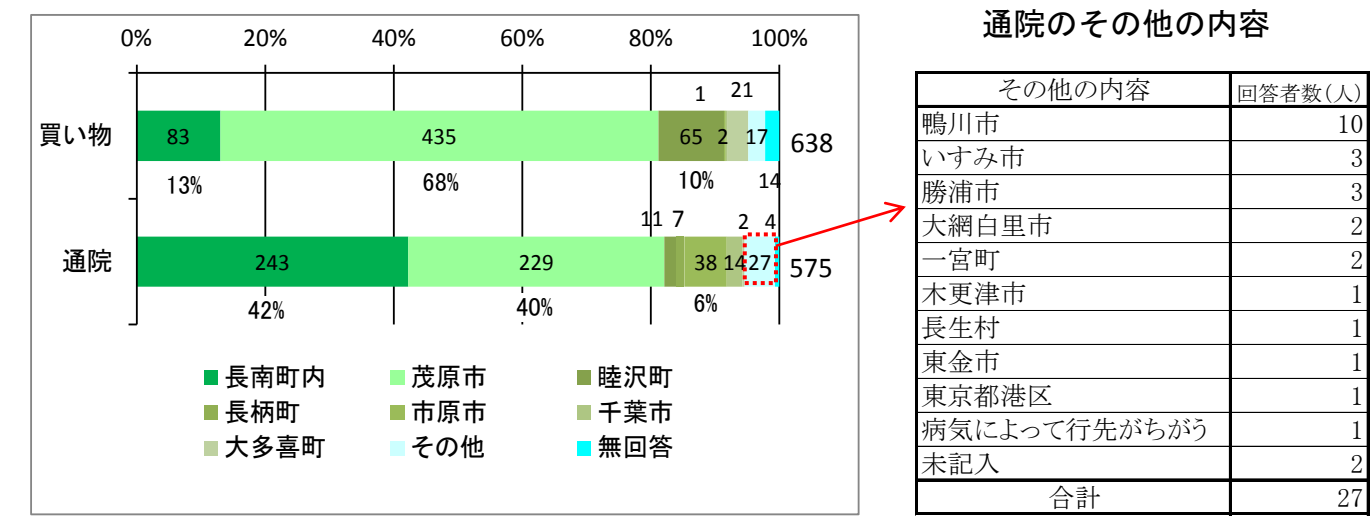 通院のその他の内容
0% 20% 40% 60% 80% 100%
1 21
買い物 83 435 65 2 17 638
13% 68% 10% 14
11 7 2 4
通院 243 229 38 14 27 575
42% 40% 6%
長南町内 茂原市 睦沢町
長柄町 市原市 千葉市
大多喜町 その他 無回答
その他の内容 回答者数(人)
鴨川市 10
いすみ市 3
勝浦市 3
大網白里市 2
一宮町 2
木更津市 1
長生村 1
東金市 1
東京都港区 1
病気によって行先がちがう 1
未記入 2
合計 27